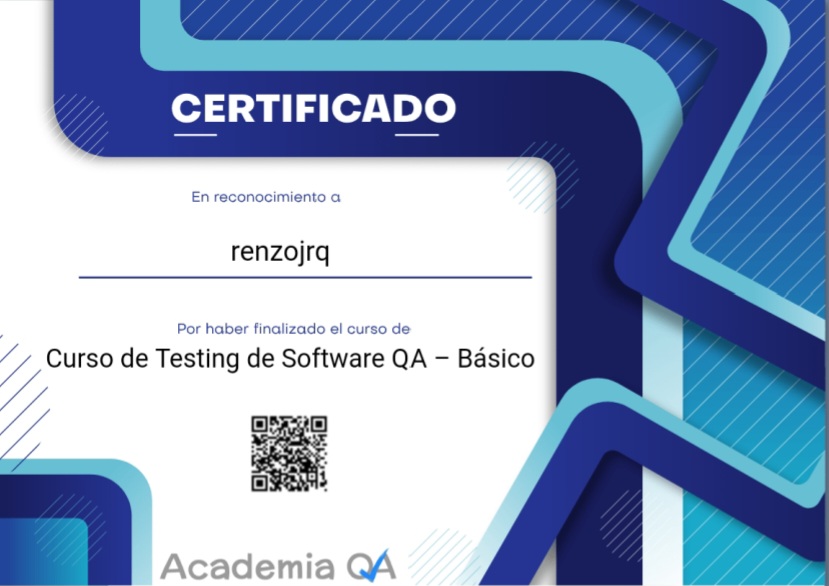 CERTIFICADO
En reconocimiento a
renzojrq
Por haber finalizado el curso de
Curso de Testing de Software QA – Básico
Academia QA